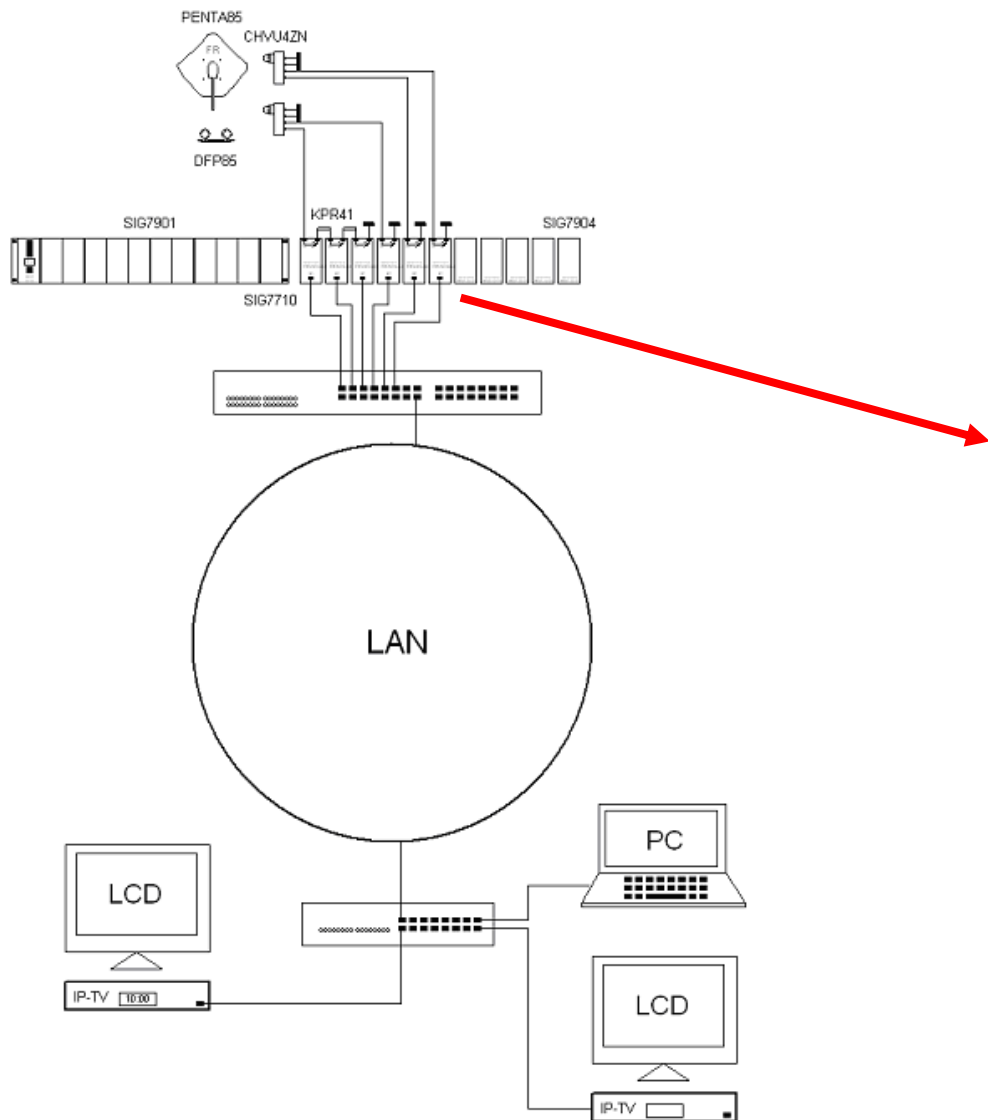 PENTA85
CHVU4ZN
FR
DFP85
SIG7901
KPR41
SIG7904
SIG7710
LAN
PC
LCD
IP-TV 10:00
LCD
IP-TV